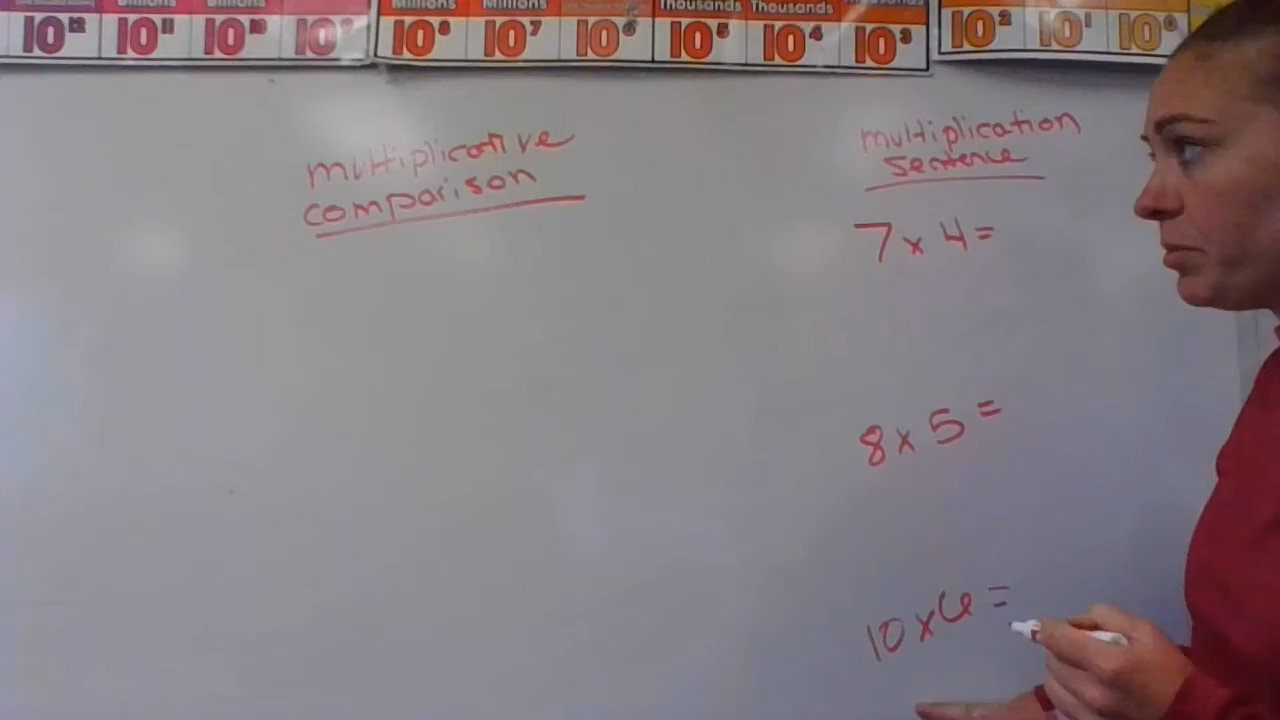 Millions Millions Thousands Thousands
10¹² 10¹¹ 10¹⁰ 10⁹ 10⁸ 10⁷ 10⁶ 10⁵ 10⁴ 10³ 10² 10¹ 10⁰
multiplicative
comparison
multiplication
sentence
7 x 4 =
8 x 5 =
10 x 6 =